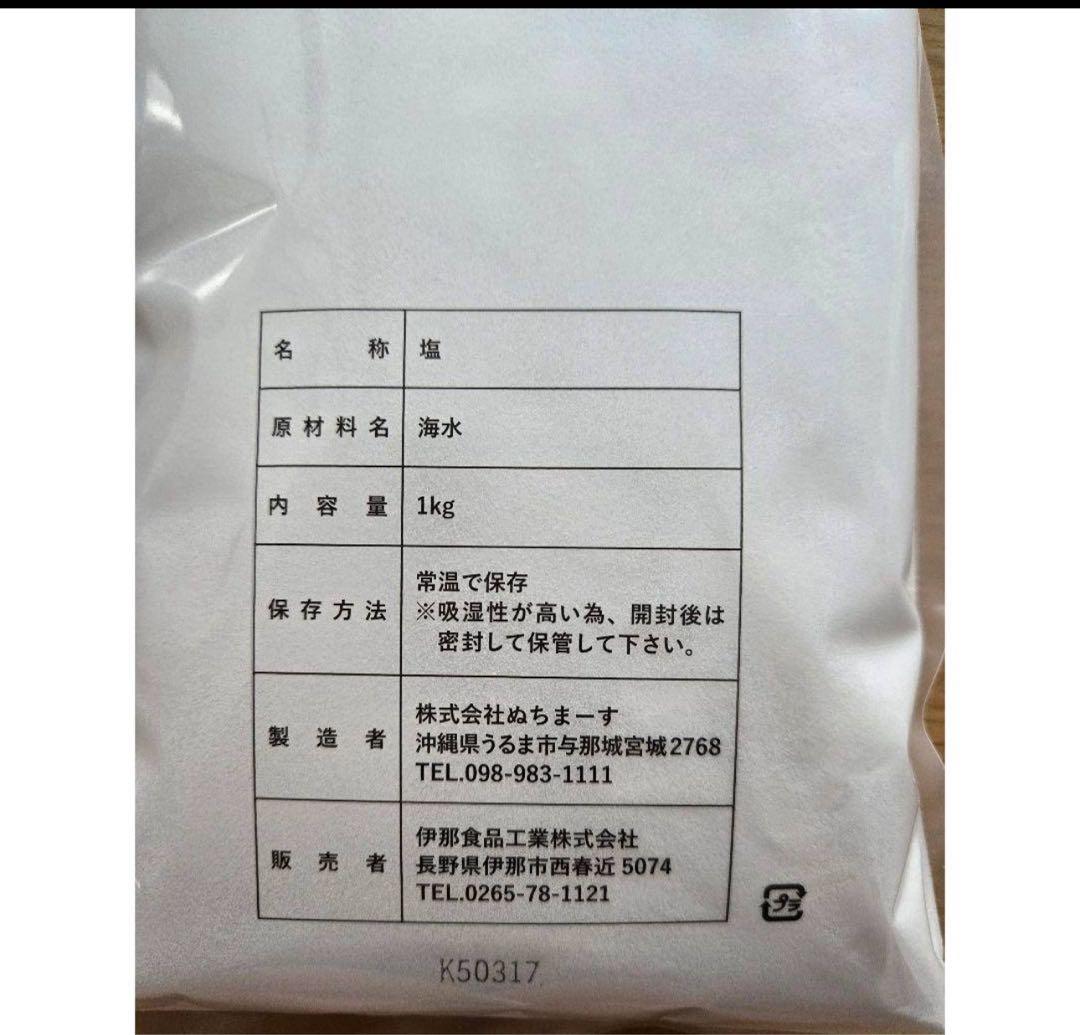 名称 塩
原材料名 海水
内容量 1kg
保存方法 常温で保存
※吸湿性が高い為、開封後は
密封して保管して下さい。
製造者 株式会社ぬちまーす
沖縄県うるま市与那城宮城2768
TEL.098-983-1111
販売者 伊那食品工業株式会社
長野県伊那市西春近5074
TEL.0265-78-1121
プラ
K50317